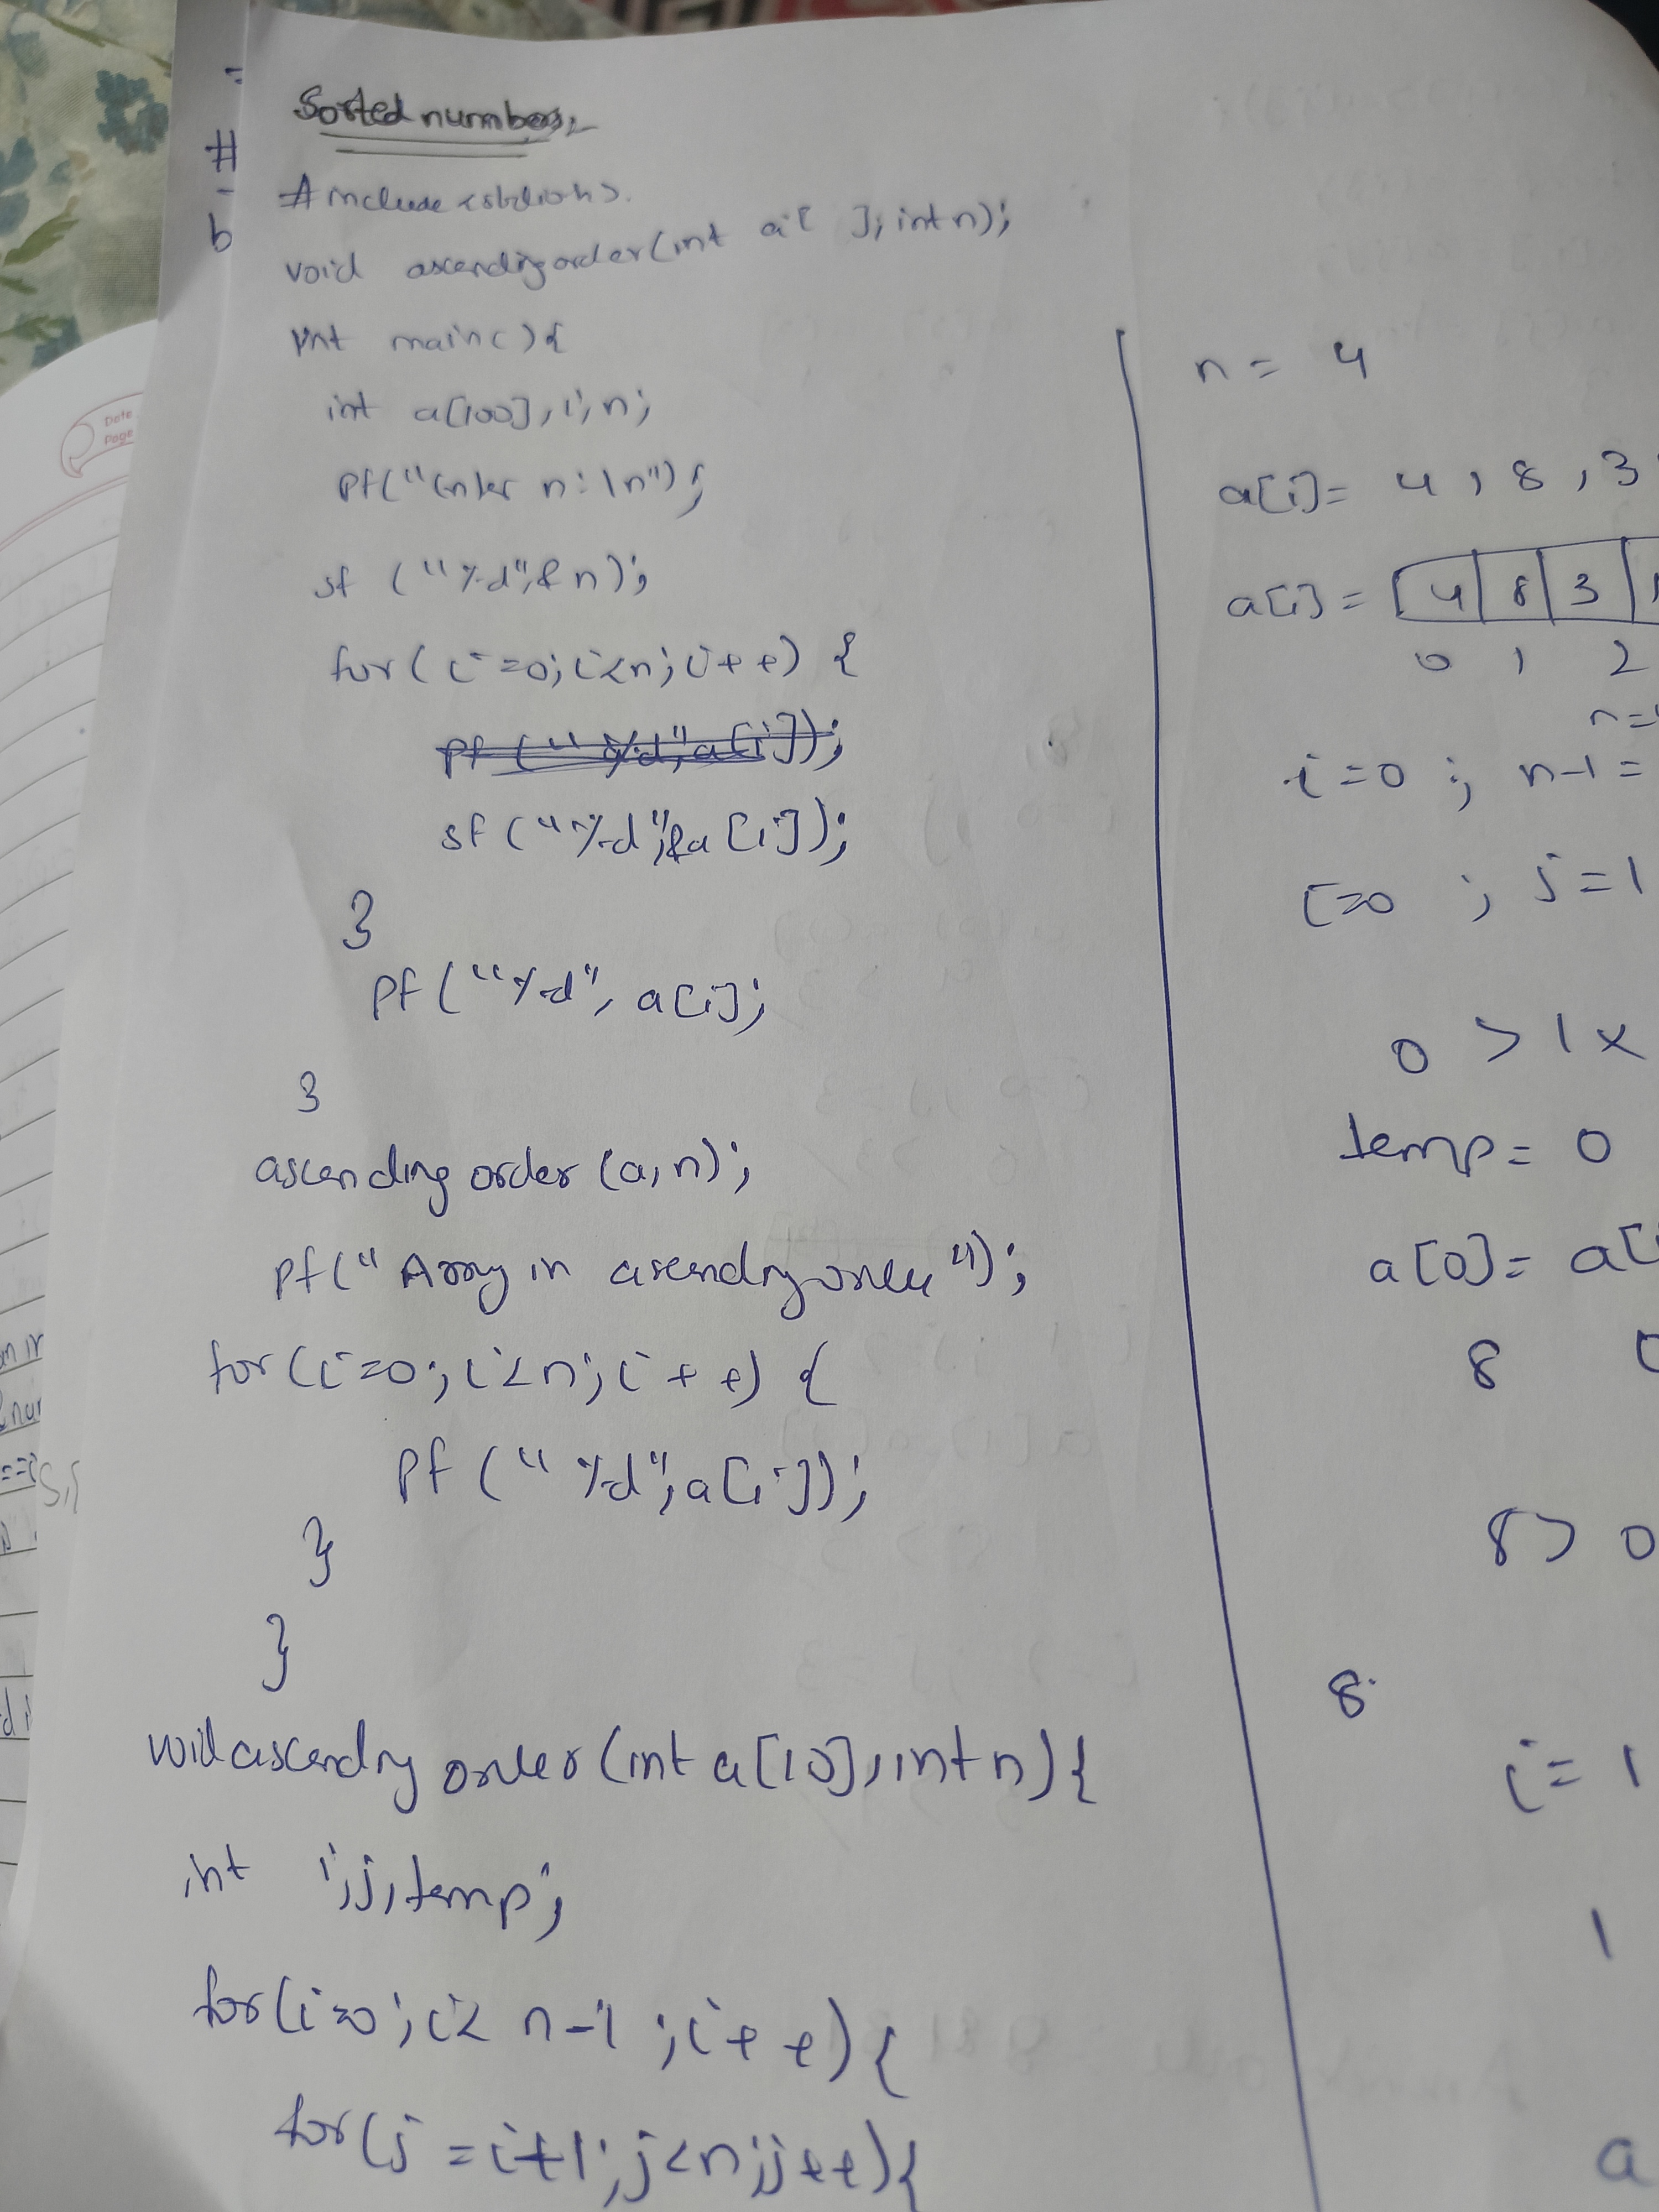 Sorted numbers
#
# include <stdio.h>.
b
void ascendingorder(int a[ ], int n);
int main(){
int a[100], i, n;
pf("Enter n: \n");
sf ("%d",&n);
for(i=0;i<n;i++) {
pf ("%d",a[i]);
sf ("%d",&a[i]);
}
pf ("%d", a[i];
}
ascending order (a,n);
pf("Array in ascending order");
for(i=0;i<n;i++) {
pf ("%d",a[i]);
}
}
void ascending order (int a[10], int n){
int i,j,temp;
for(i=0;i< n-1 ;i++){
for(j =i+1;j<n;j++){
n = 4
a[i]= 4 , 8 , 3
a[i] = 4 8 3
0 1 2
n=
i=0 ; n-1 =
i=0 ; j=1
0 > 1 x
temp= 0
a[0]= a[
8
8> 0
8
i= 1
1
a
Date
Page